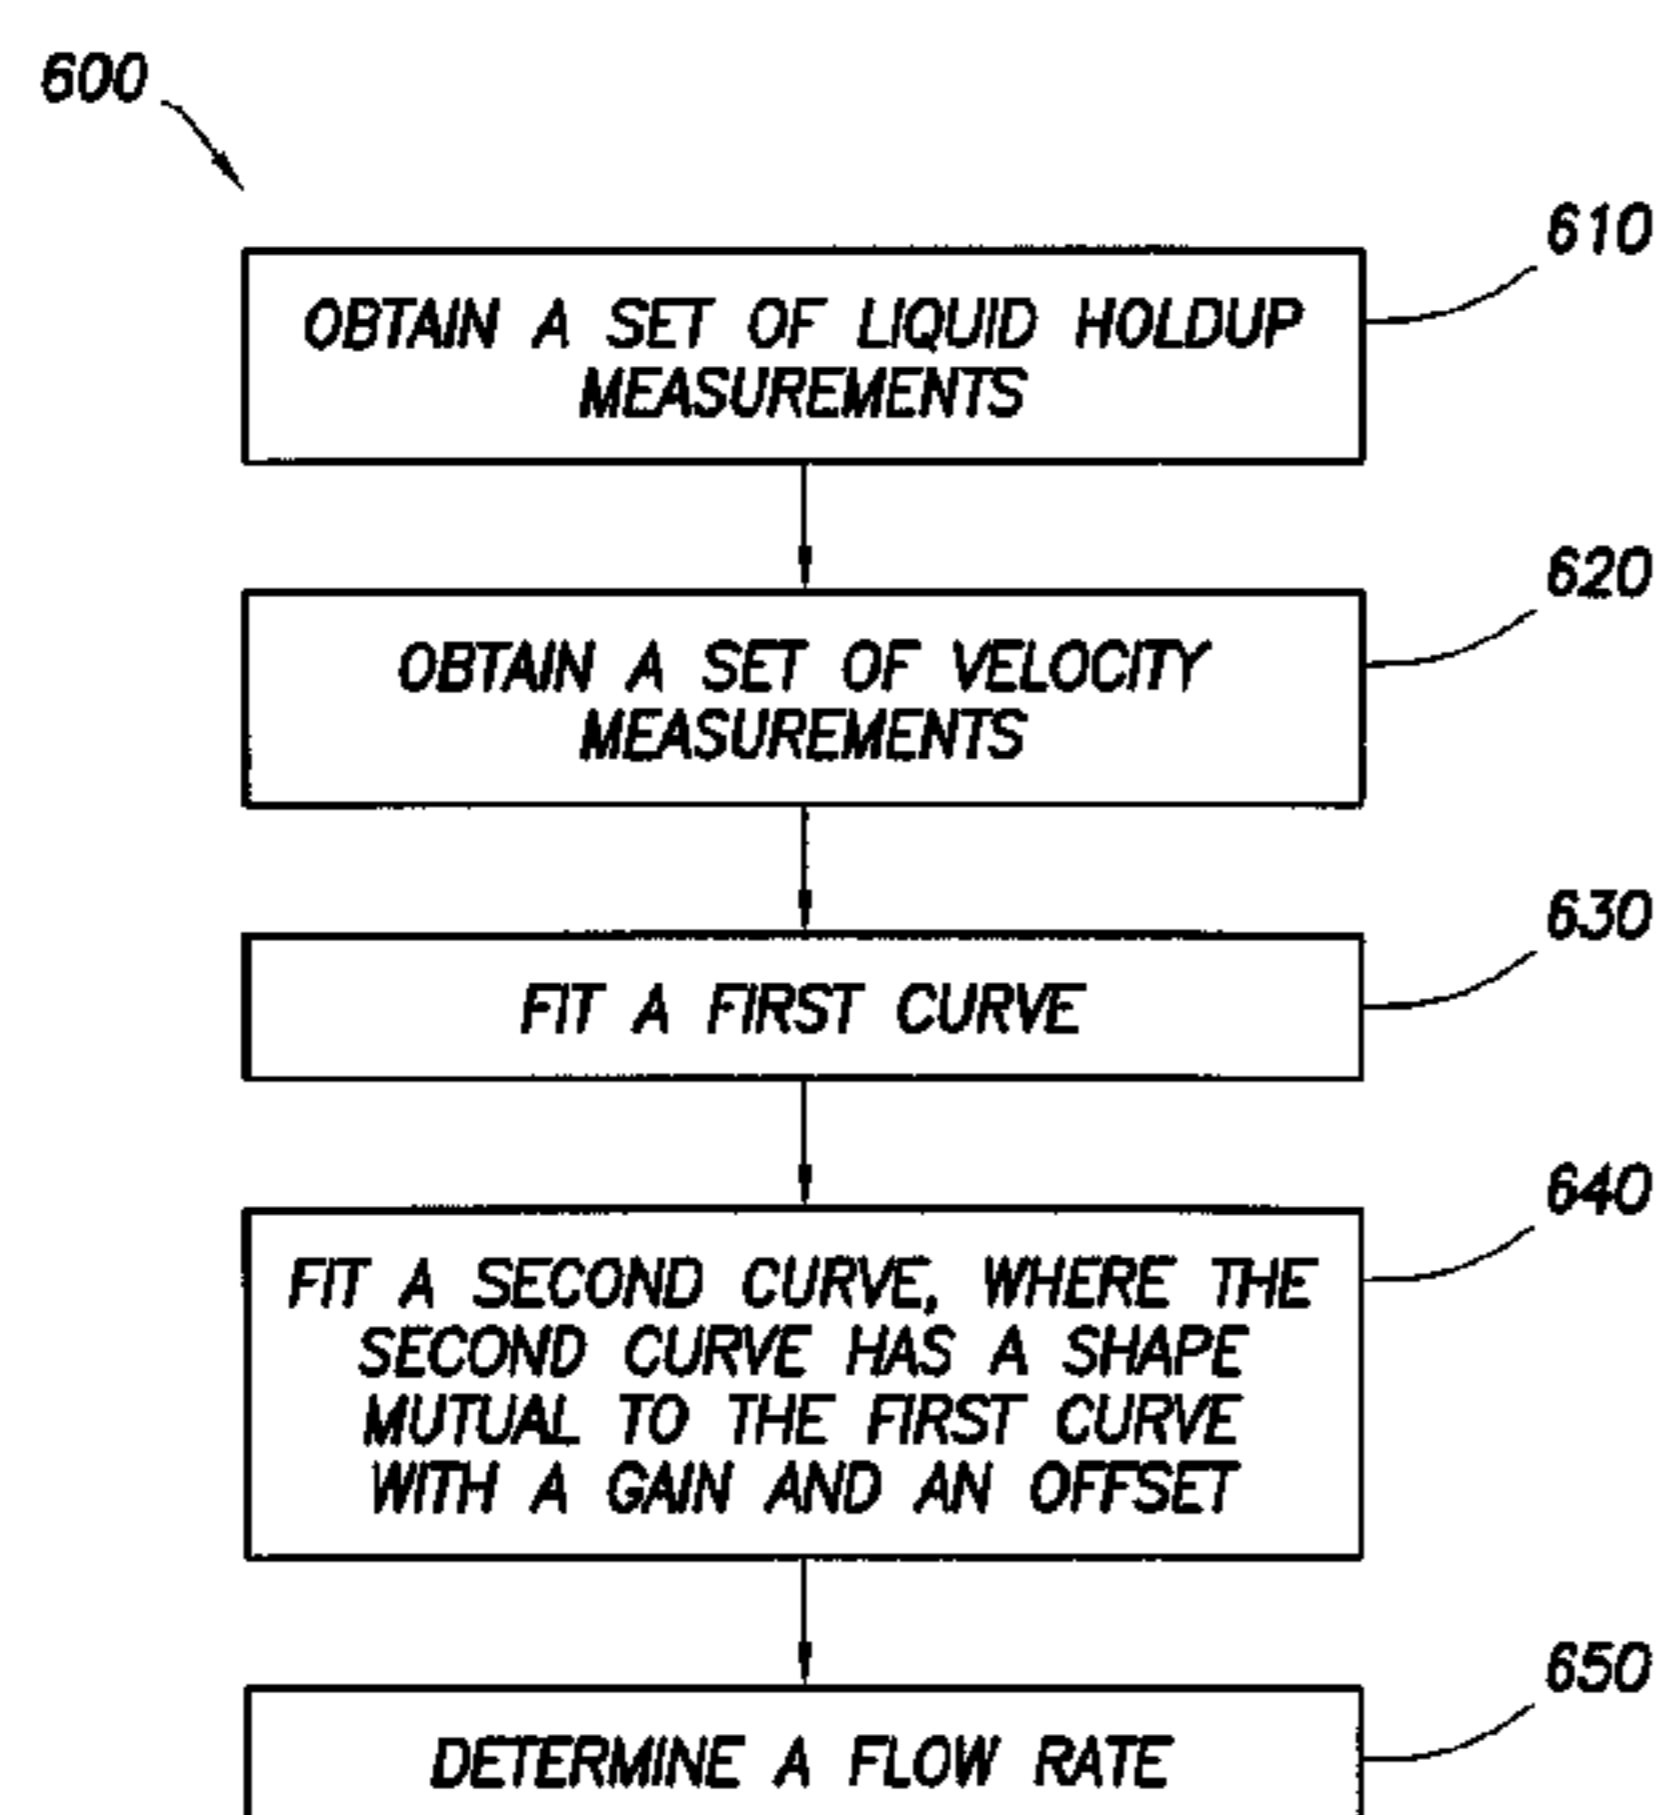 600
610
OBTAIN A SET OF LIQUID HOLDUP
MEASUREMENTS
620
OBTAIN A SET OF VELOCITY
MEASUREMENTS
630
FIT A FIRST CURVE
640
FIT A SECOND CURVE, WHERE THE
SECOND CURVE HAS A SHAPE
MUTUAL TO THE FIRST CURVE
WITH A GAIN AND AN OFFSET
650
DETERMINE A FLOW RATE